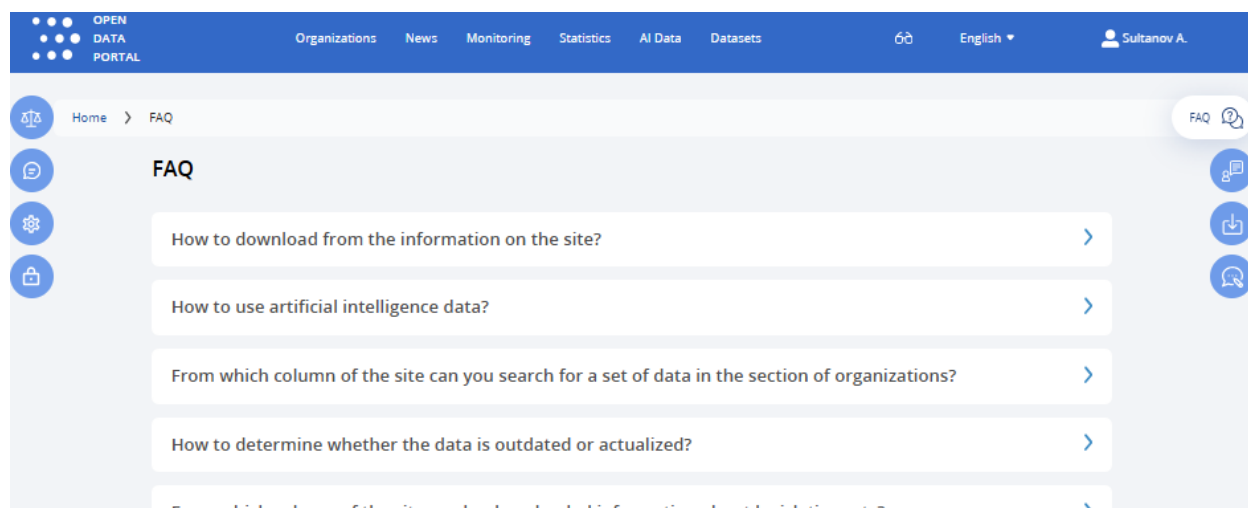 OPEN
DATA
PORTAL
Organizations News Monitoring Statistics AI Data Datasets English Sultanov A.
Home FAQ
FAQ
FAQ
How to download from the information on the site?
How to use artificial intelligence data?
From which column of the site can you search for a set of data in the section of organizations?
How to determine whether the data is outdated or actualized?